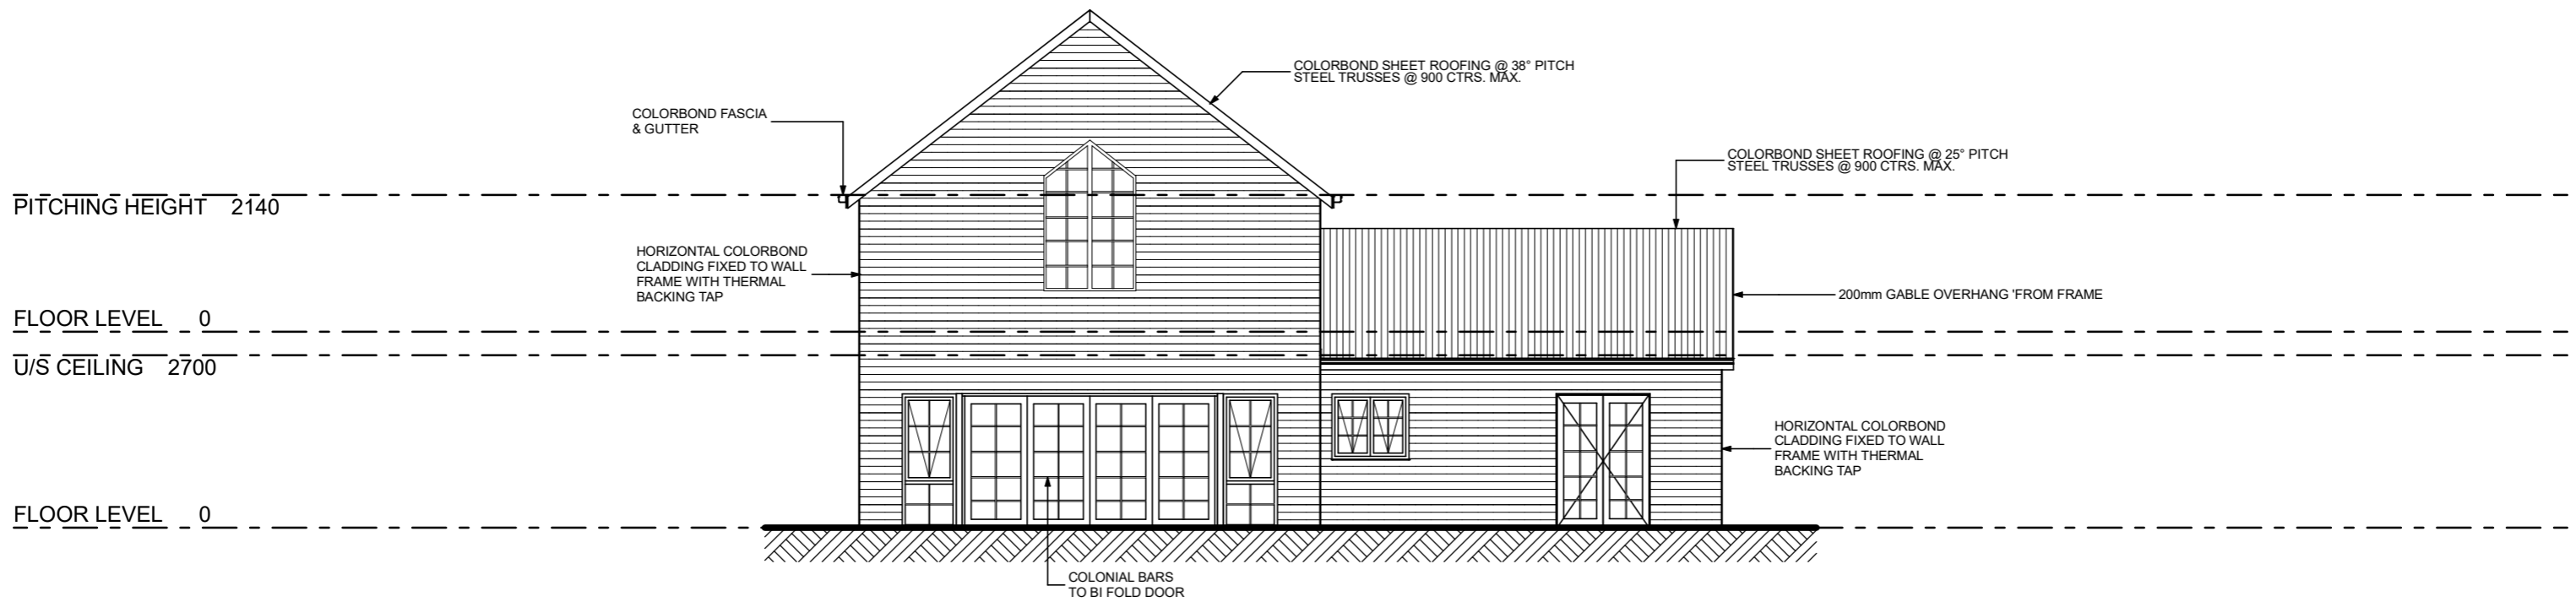 COLORBOND SHEET ROOFING @ 38° PITCH
STEEL TRUSSES @ 900 CTRS. MAX.
COLORBOND FASCIA
& GUTTER
COLORBOND SHEET ROOFING @ 25° PITCH
STEEL TRUSSES @ 900 CTRS. MAX.
PITCHING HEIGHT 2140
HORIZONTAL COLORBOND
CLADDING FIXED TO WALL
FRAME WITH THERMAL
BACKING TAP
200mm GABLE OVERHANG 'FROM FRAME
FLOOR LEVEL 0
U/S CEILING 2700
HORIZONTAL COLORBOND
CLADDING FIXED TO WALL
FRAME WITH THERMAL
BACKING TAP
FLOOR LEVEL 0
COLONIAL BARS
TO BI FOLD DOOR